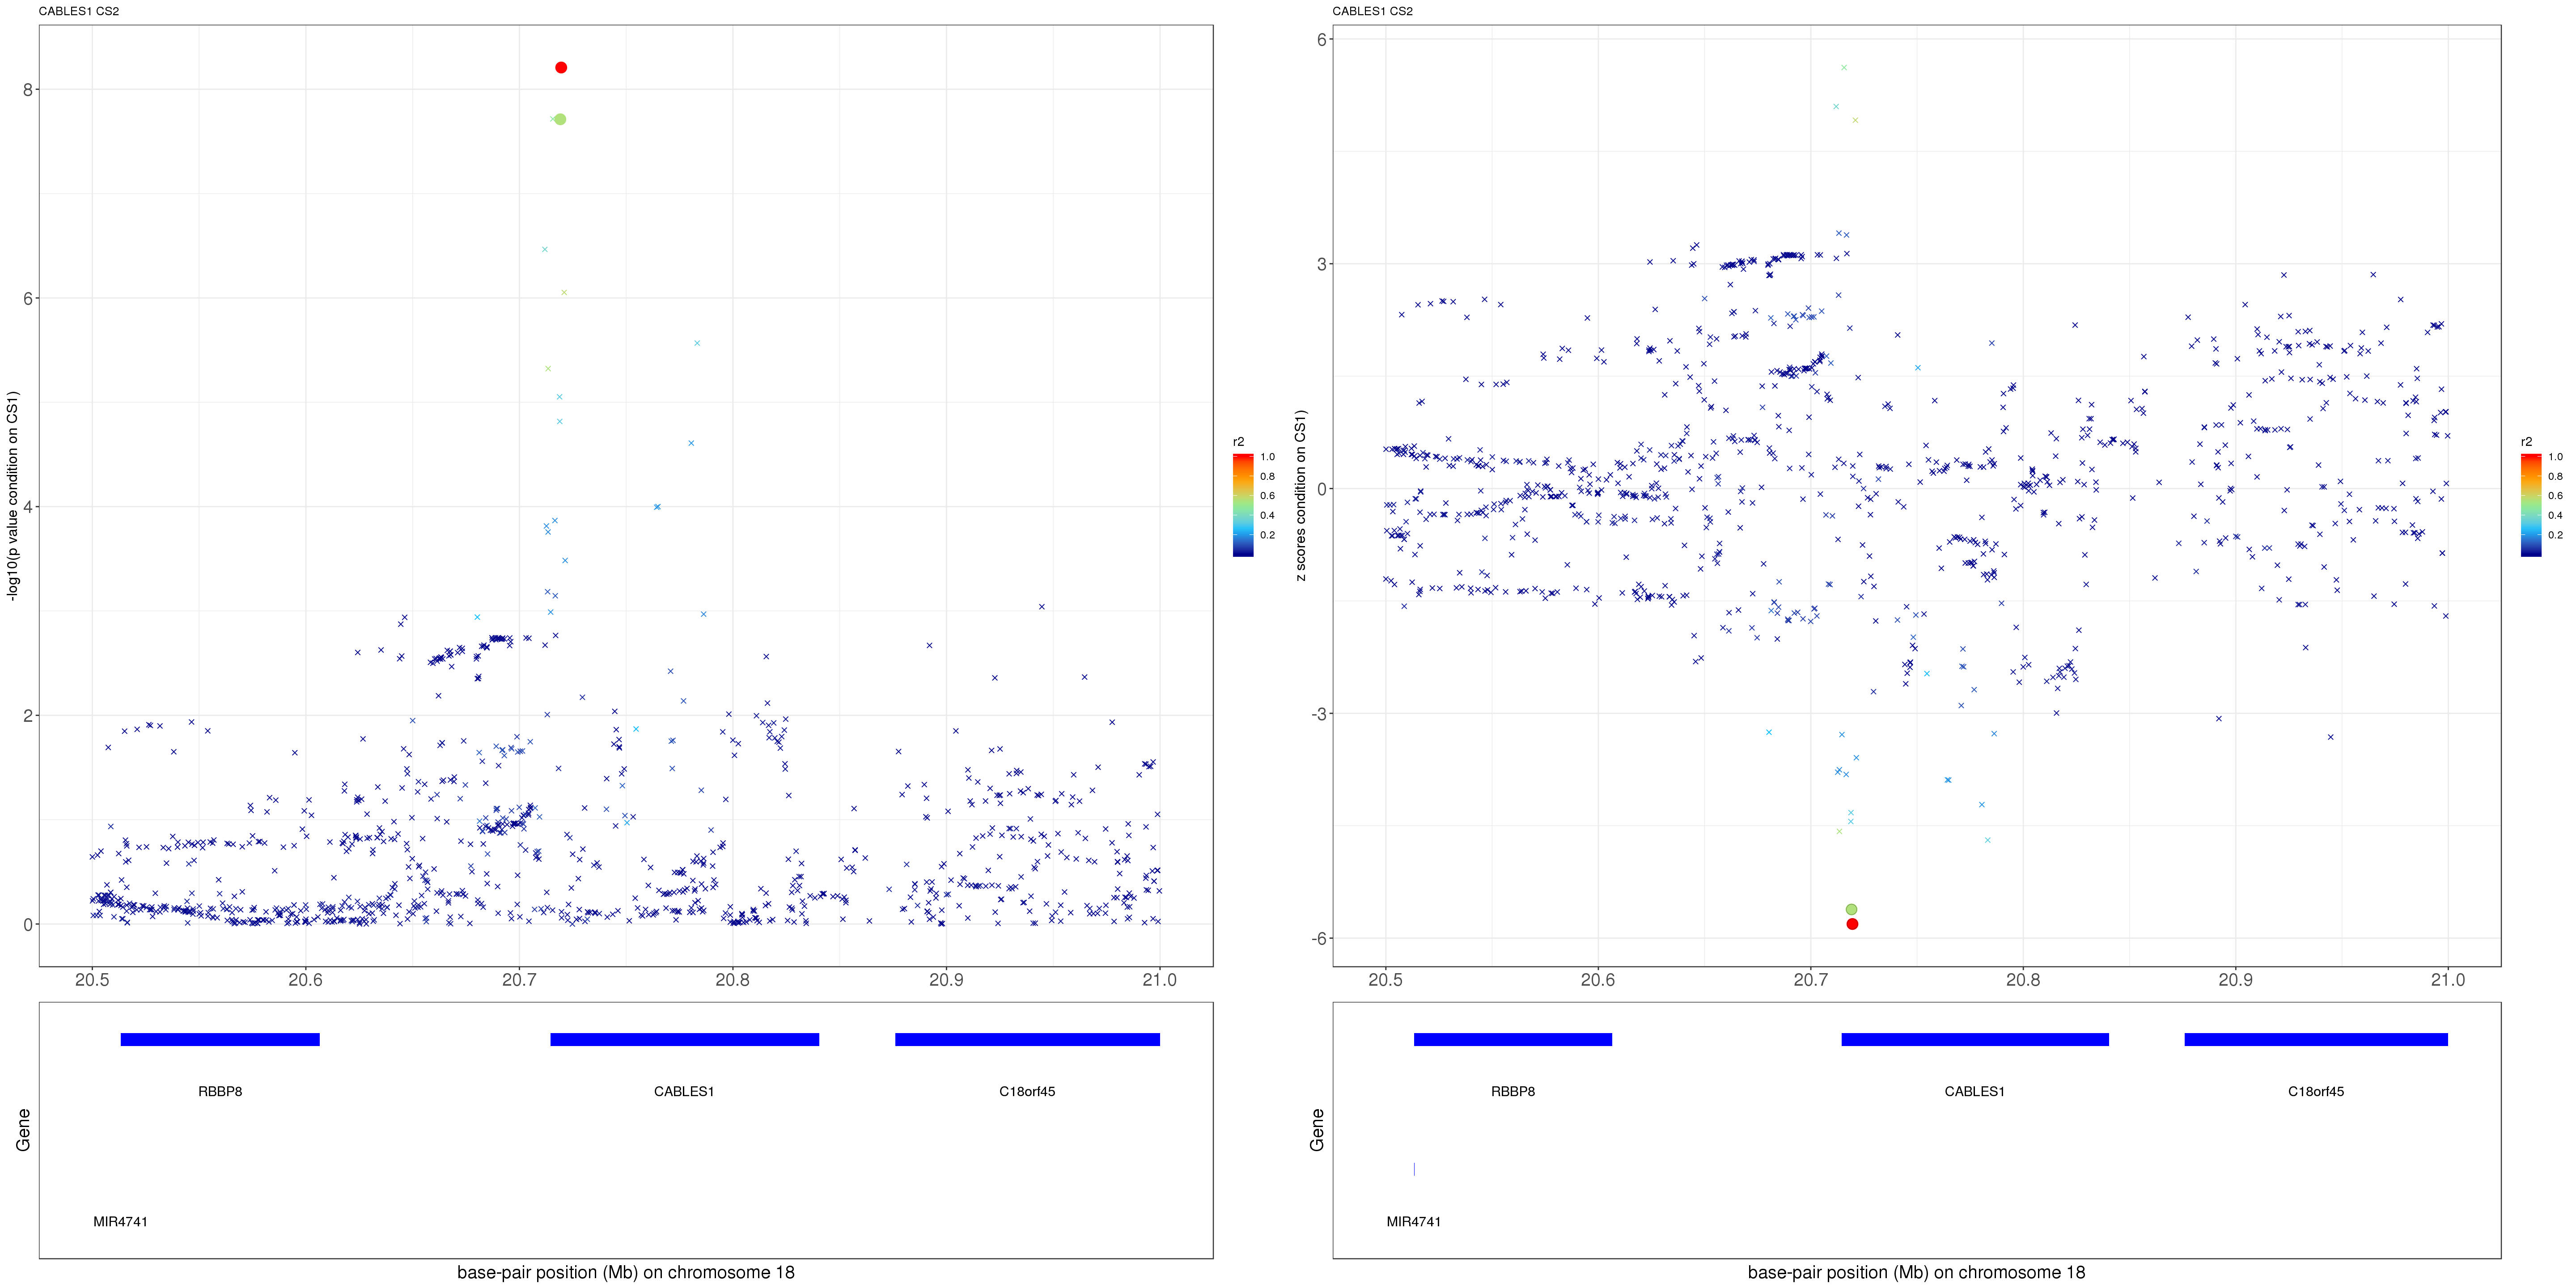 CABLES1 CS2
-log10(p value condition on CS1)
8
6
4
2
0
20.5 20.6 20.7 20.8 20.9 21.0
r2
1.0
0.8
0.6
0.4
0.2
Gene
RBBP8 CABLES1 C18orf45
MIR4741
base-pair position (Mb) on chromosome 18
CABLES1 CS2
z scores condition on CS1)
6
3
0
-3
-6
20.5 20.6 20.7 20.8 20.9 21.0
r2
1.0
0.8
0.6
0.4
0.2
Gene
RBBP8 CABLES1 C18orf45
MIR4741
base-pair position (Mb) on chromosome 18